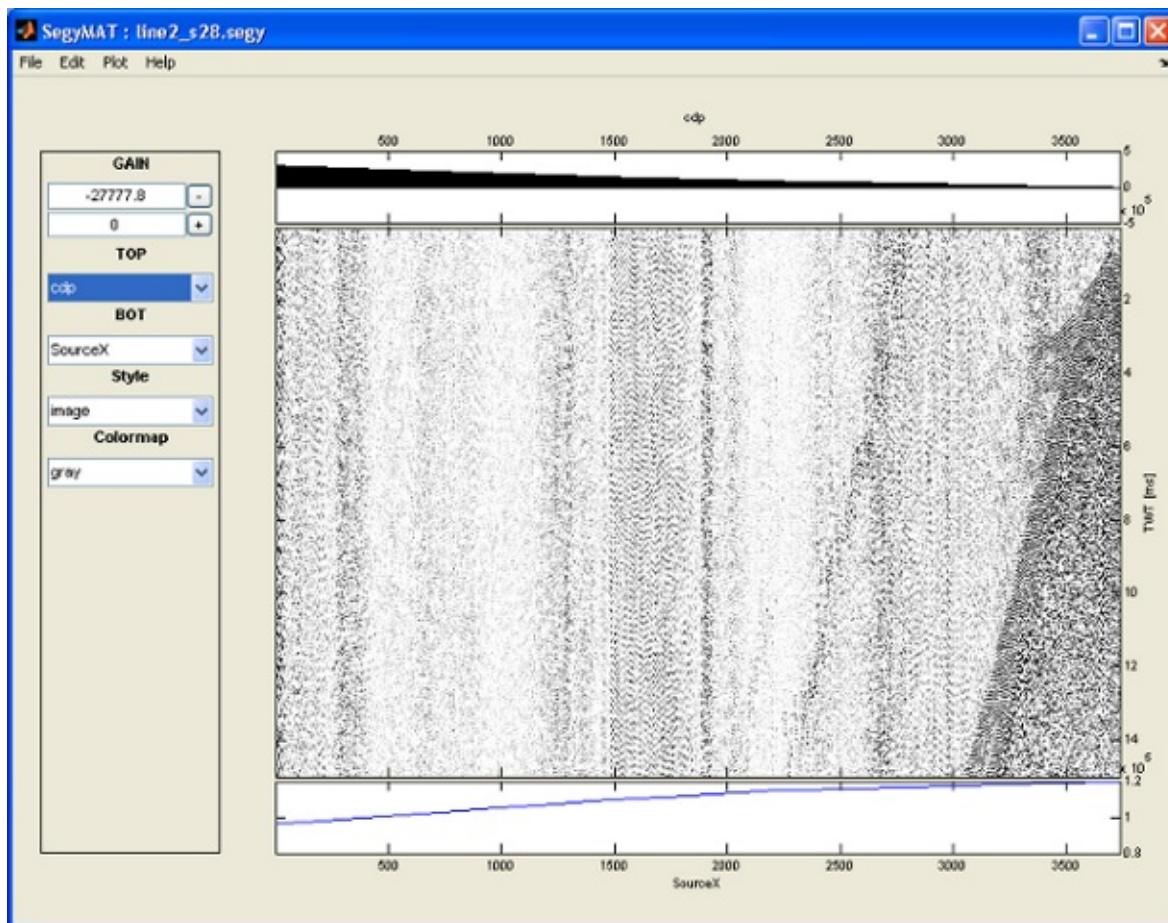 SegyMAT : line2_s28.segy
File Edit Plot Help
cdp
500 1000 1500 2000 2500 3000 3500
GAIN
-27777.8 -
0 +
TOP
cdp
BOT
SourceX
Style
image
Colormap
gray
5
0
-5
x 10^5
2
4
6
8
10
12
14
TWT [ms]
x 10^6
1.2
1
0.8
500 1000 1500 2000 2500 3000 3500
SourceX